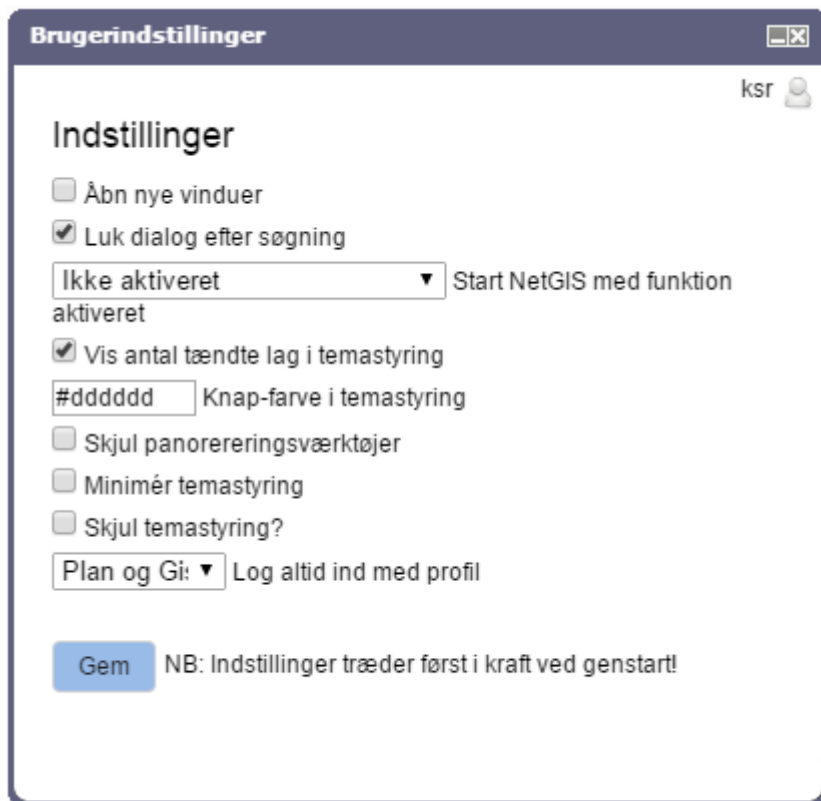 Brugerindstillinger
ksr
Indstillinger
Åbn nye vinduer
Luk dialog efter søgning
Ikke aktiveret Start NetGIS med funktion
aktiveret
Vis antal tændte lag i temastyring
#dddddd Knap-farve i temastyring
Skjul panorereringsværktøjer
Minimér temastyring
Skjul temastyring?
Plan og Gi Log altid ind med profil
Gem NB: Indstillinger træder først i kraft ved genstart!